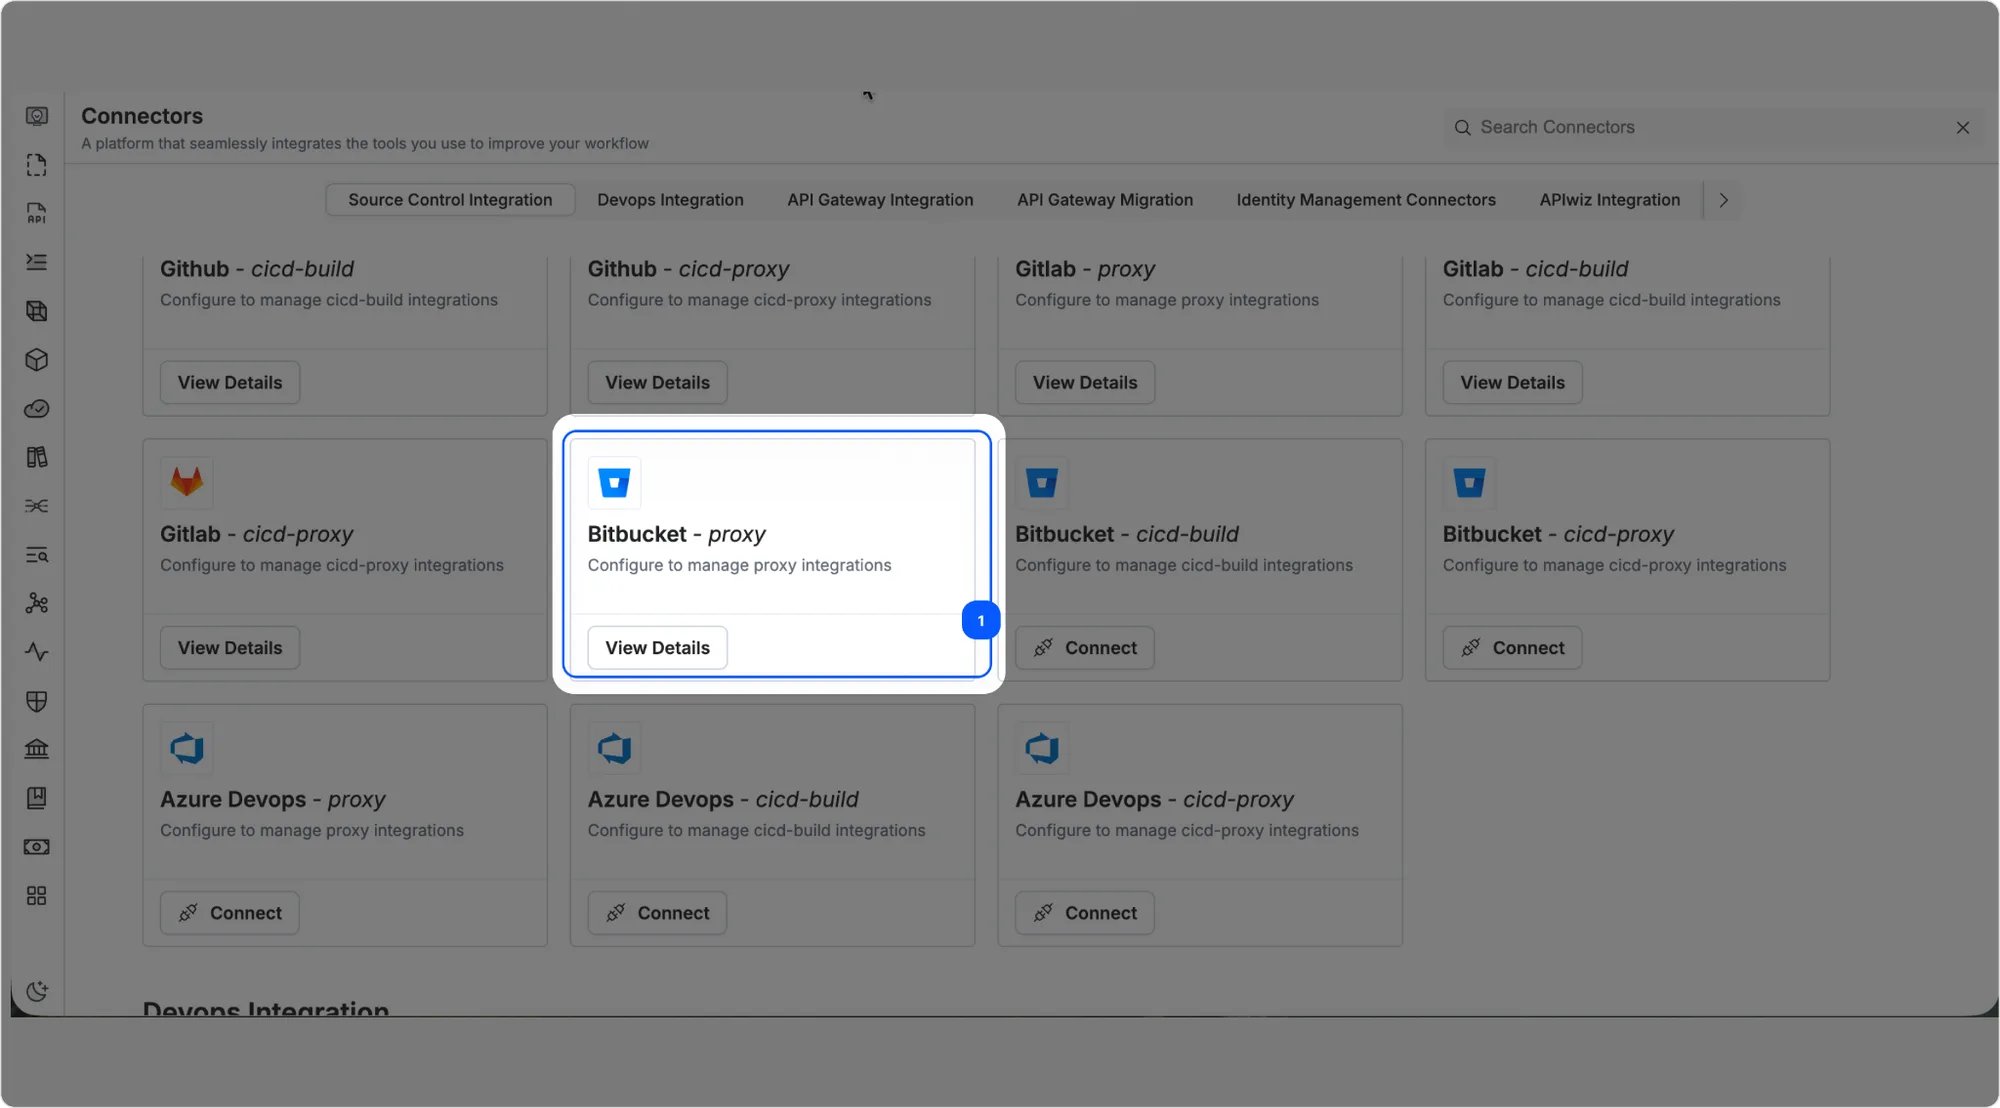 Connectors
A platform that seamlessly integrates the tools you use to improve your workflow
Search Connectors
Source Control Integration
Devops Integration
API Gateway Integration
API Gateway Migration
Identity Management Connectors
APIwiz Integration
API
Github - cicd-build
Configure to manage cicd-build integrations
View Details
Github - cicd-proxy
Configure to manage cicd-proxy integrations
View Details
Gitlab - proxy
Configure to manage proxy integrations
View Details
Gitlab - cicd-build
Configure to manage cicd-build integrations
View Details
Gitlab - cicd-proxy
Configure to manage cicd-proxy integrations
View Details
Bitbucket - proxy
Configure to manage proxy integrations
View Details
1
Bitbucket - cicd-build
Configure to manage cicd-build integrations
Connect
Bitbucket - cicd-proxy
Configure to manage cicd-proxy integrations
Connect
Azure Devops - proxy
Configure to manage proxy integrations
Connect
Azure Devops - cicd-build
Configure to manage cicd-build integrations
Connect
Azure Devops - cicd-proxy
Configure to manage cicd-proxy integrations
Connect
Devops Integration